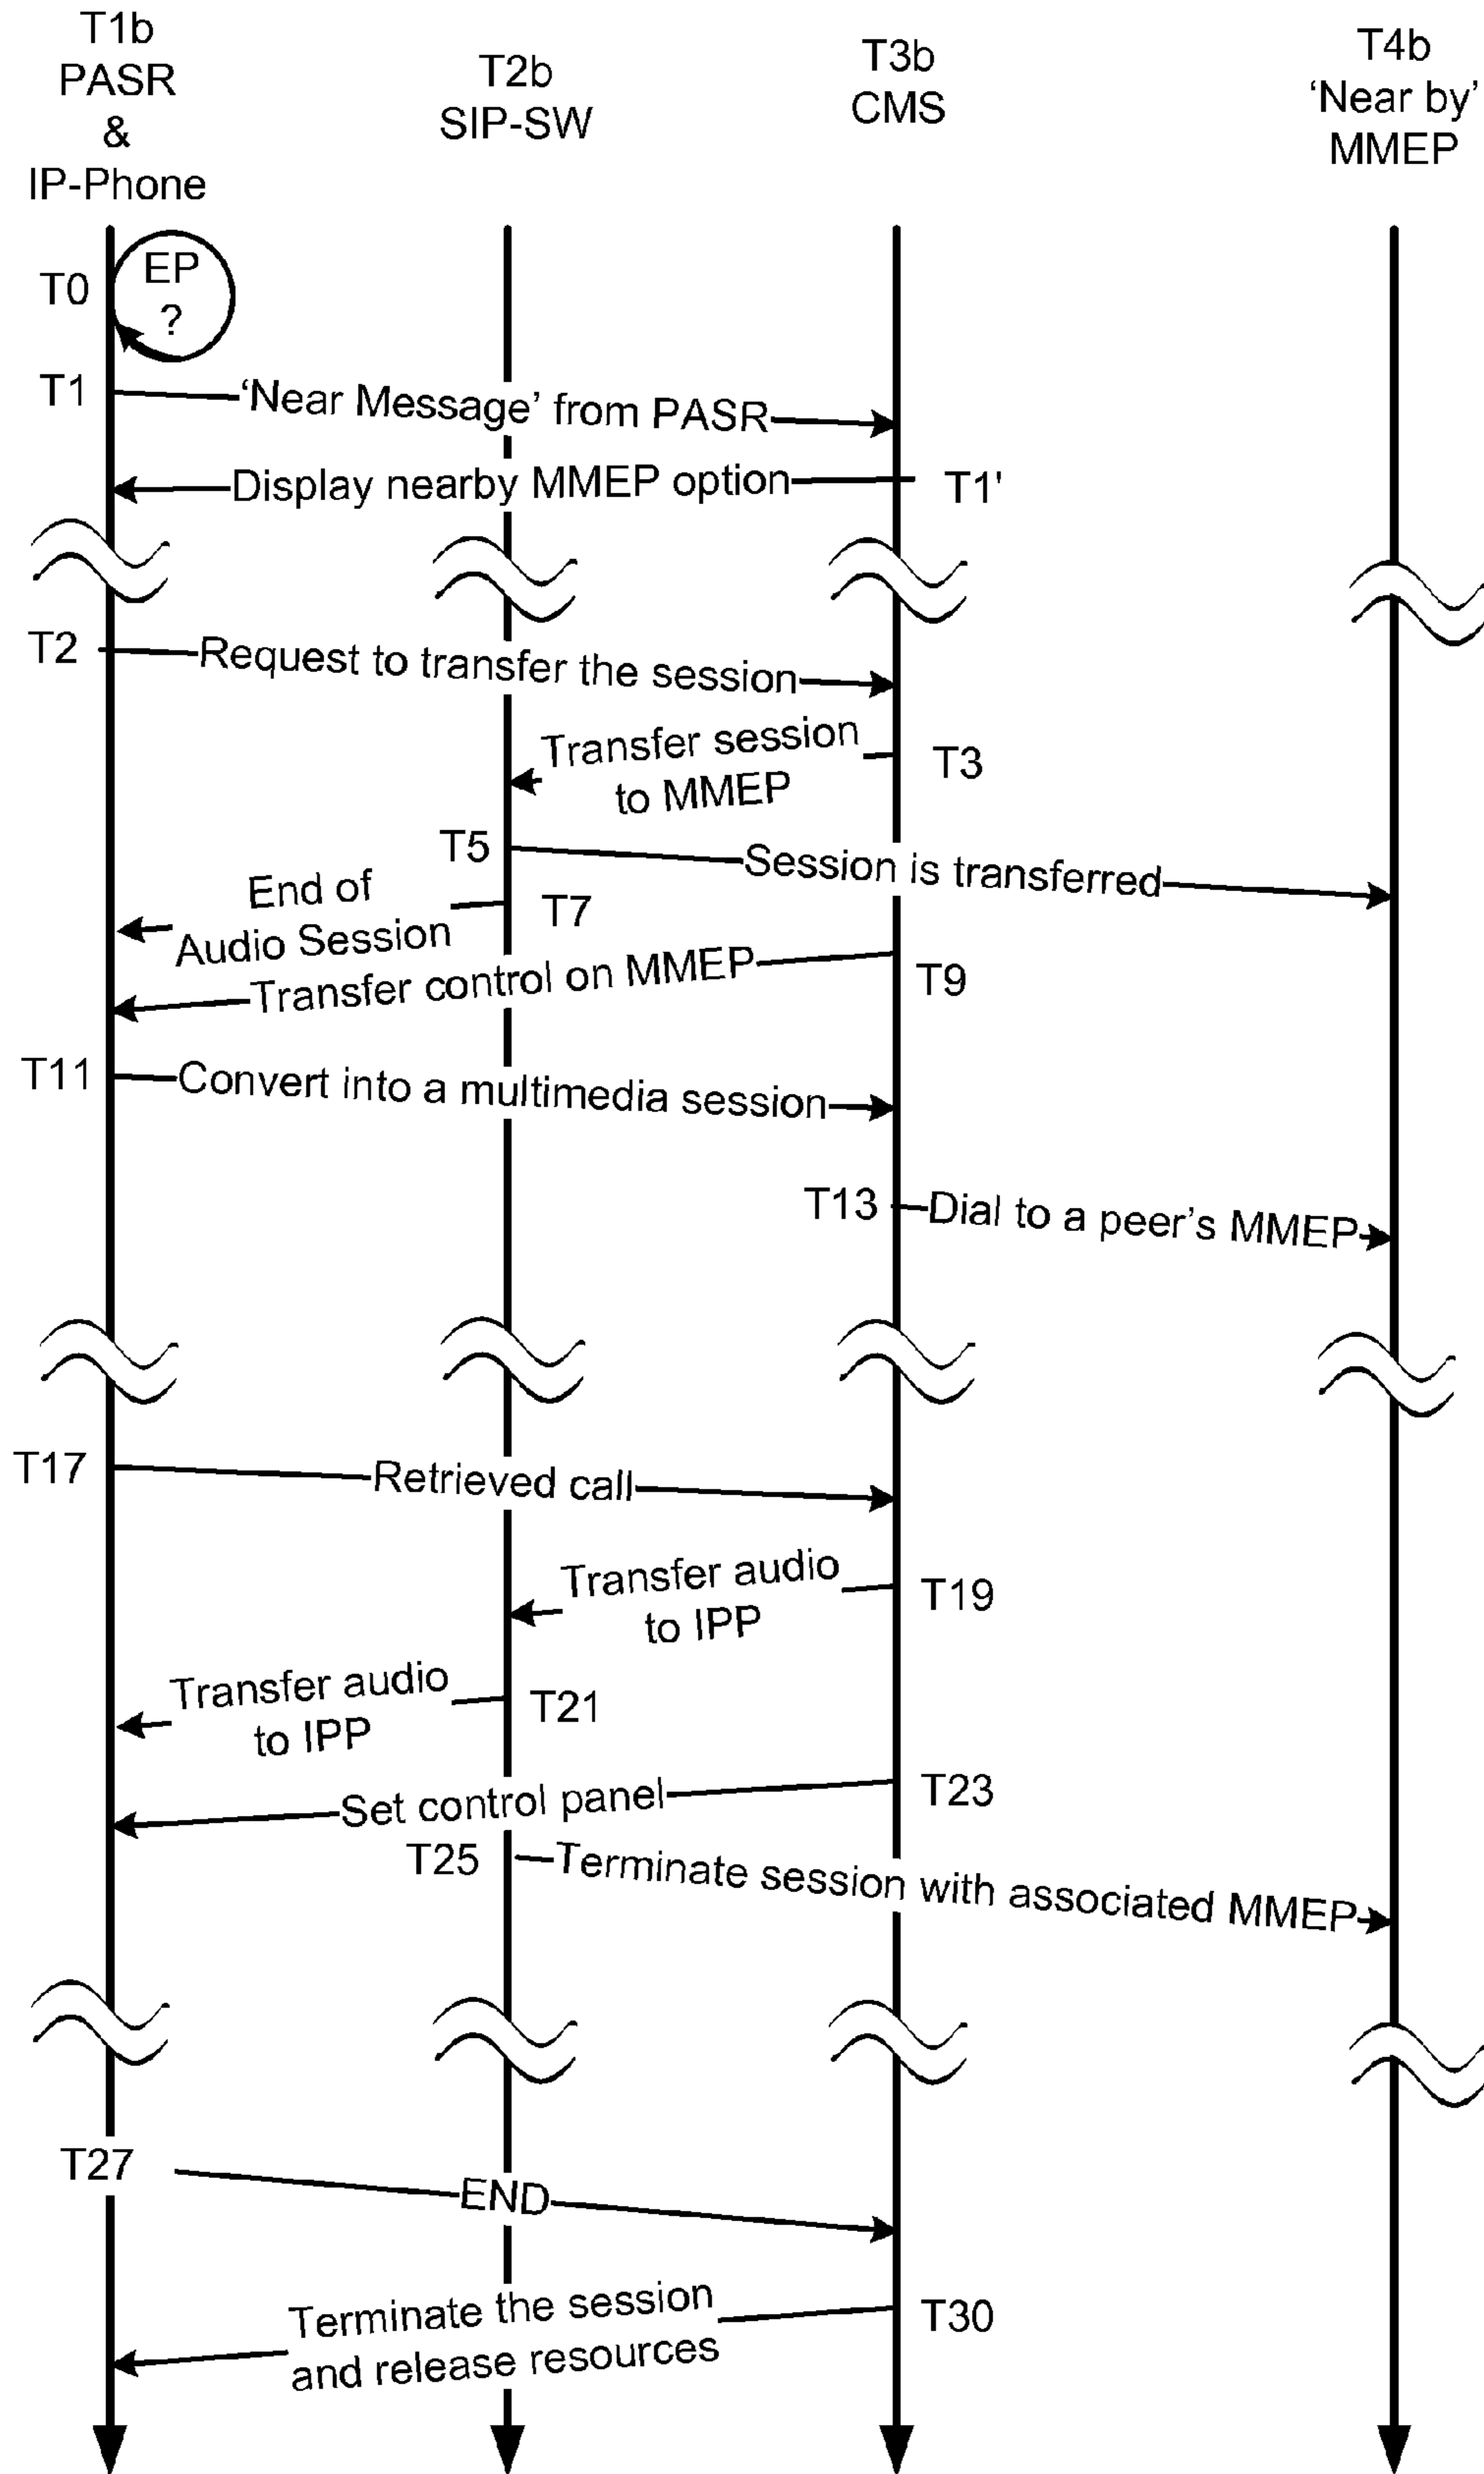 T1b
PASR
&
IP-Phone
T2b
SIP-SW
T3b
CMS
T4b
‘Near by’
MMEP
T0
EP
?
T1
‘Near Message’ from PASR
Display nearby MMEP option
T1'
T2
Request to transfer the session
Transfer session
to MMEP
T3
T5
Session is transferred
End of
Audio Session
T7
Transfer control on MMEP
T9
T11
Convert into a multimedia session
T13
Dial to a peer’s MMEP
T17
Retrieved call
Transfer audio
to IPP
T19
Transfer audio
to IPP
T21
Set control panel
T23
T25
Terminate session with associated MMEP
T27
END
Terminate the session
and release resources
T30